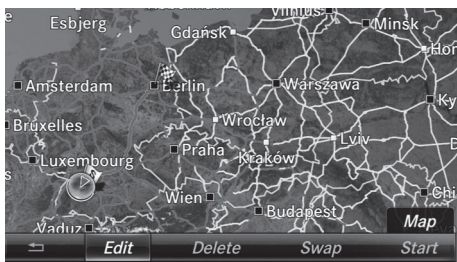 Esbjerg
Gdańsk
Vilnius
Minsk
Amsterdam
Berlin
Warszawa
Bruxelles
Wrocław
Lviv
Luxembourg
Praha
Kraków
Wien
Budapest
Vaduz
Map
Edit Delete Swap Start